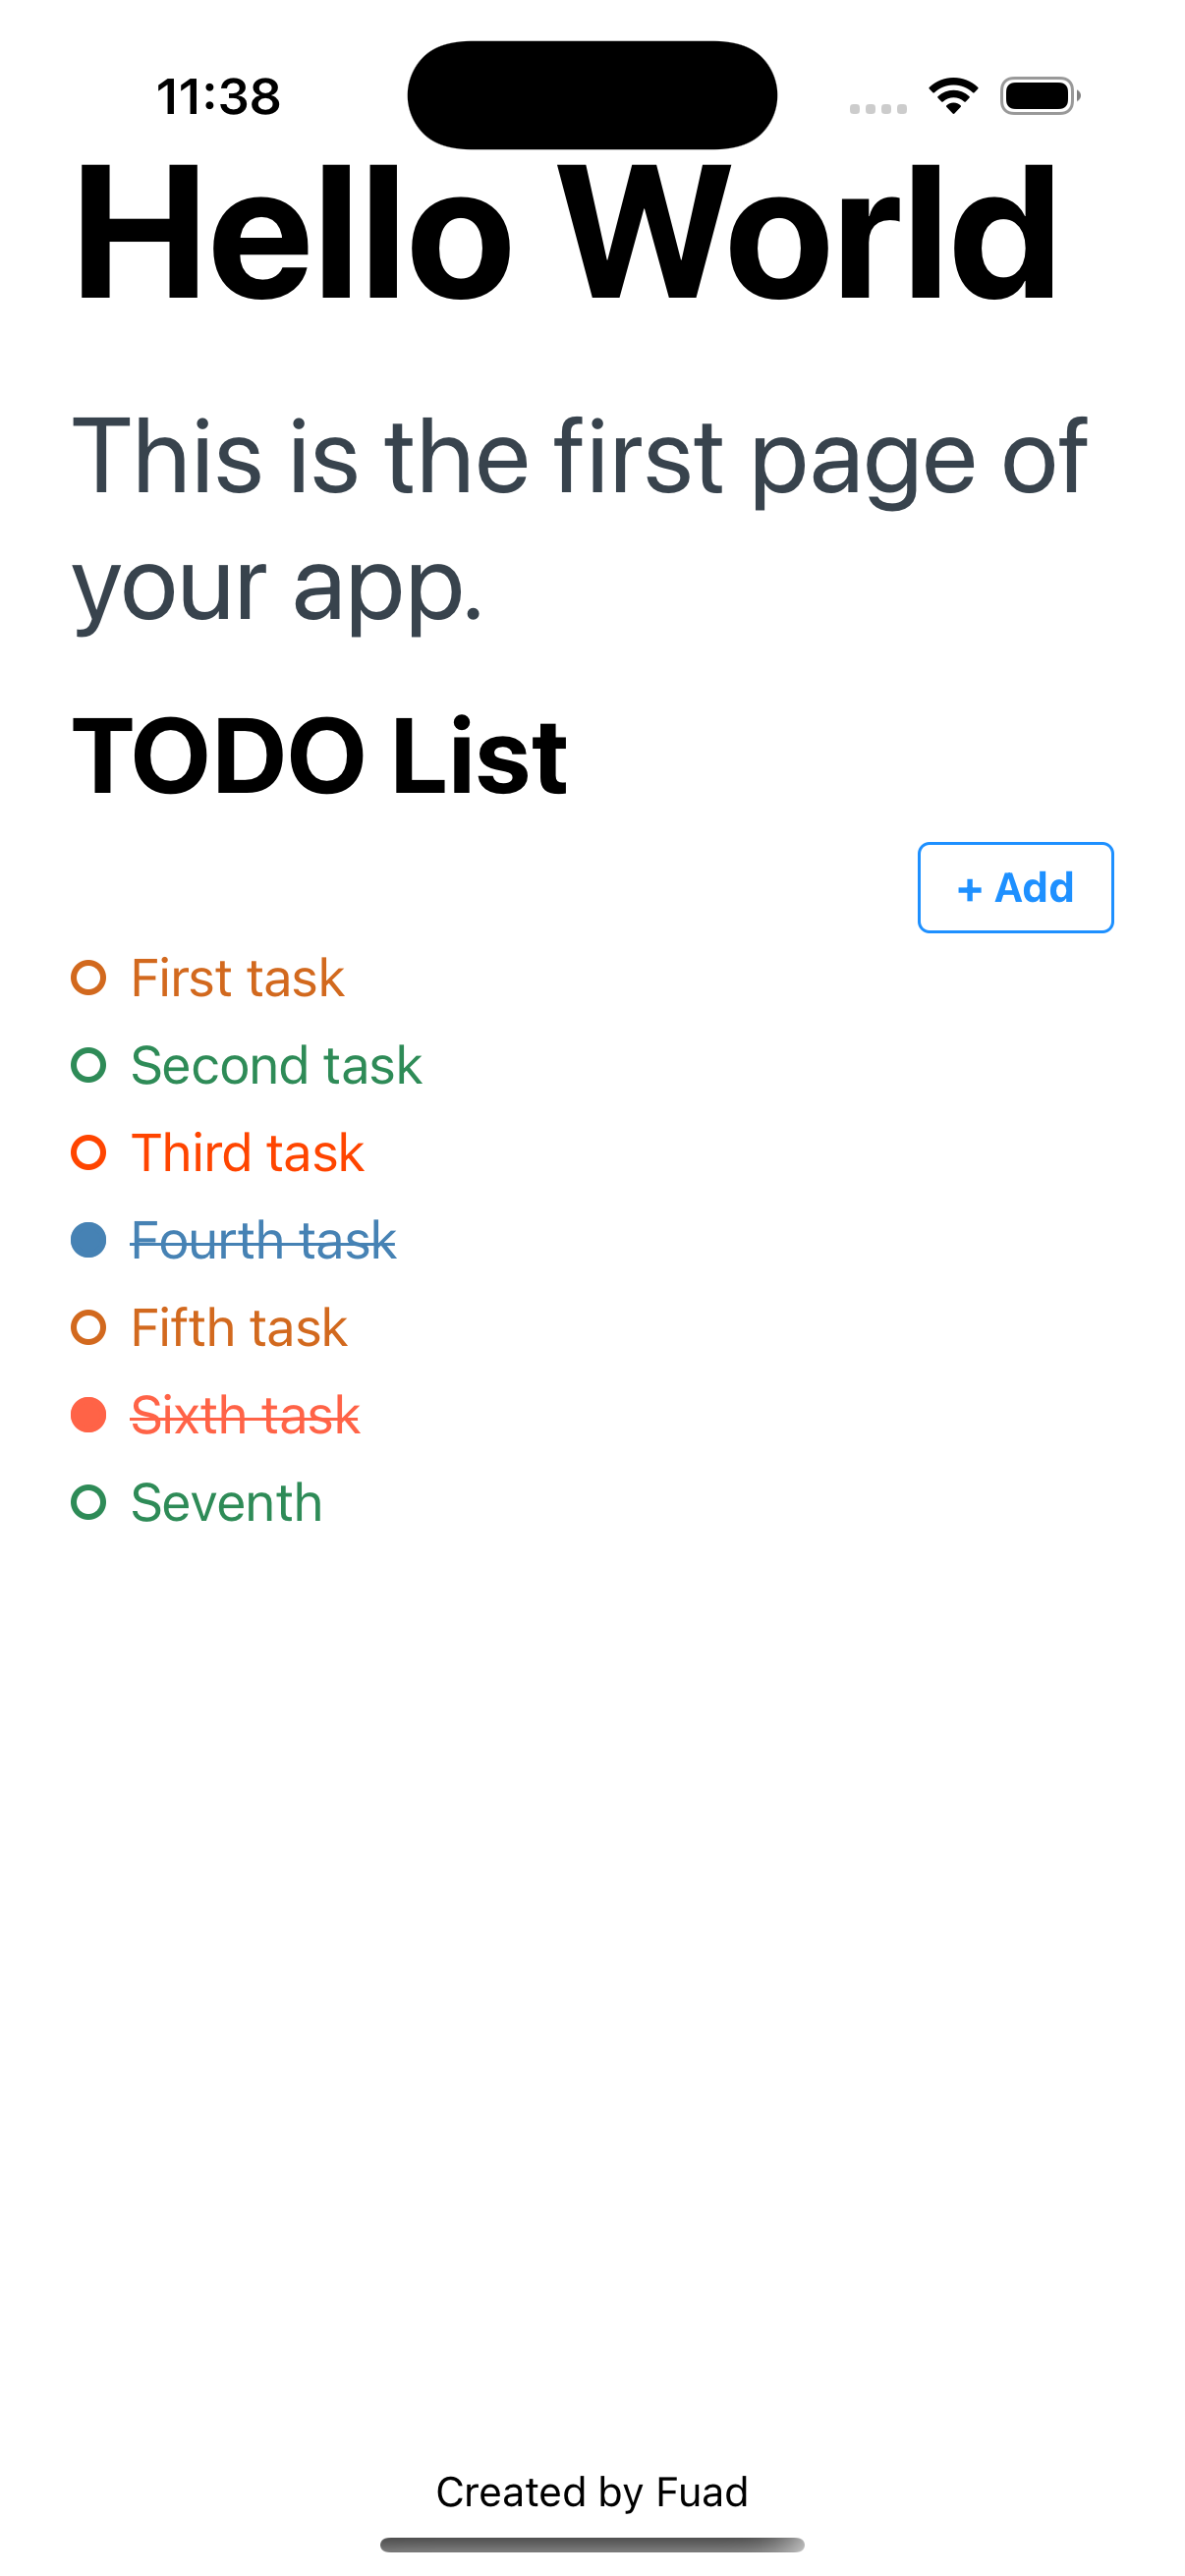 11:38
Hello World
This is the first page of
your app.
TODO List
+ Add
First task
Second task
Third task
Fourth task
Fifth task
Sixth task
Seventh
Created by Fuad